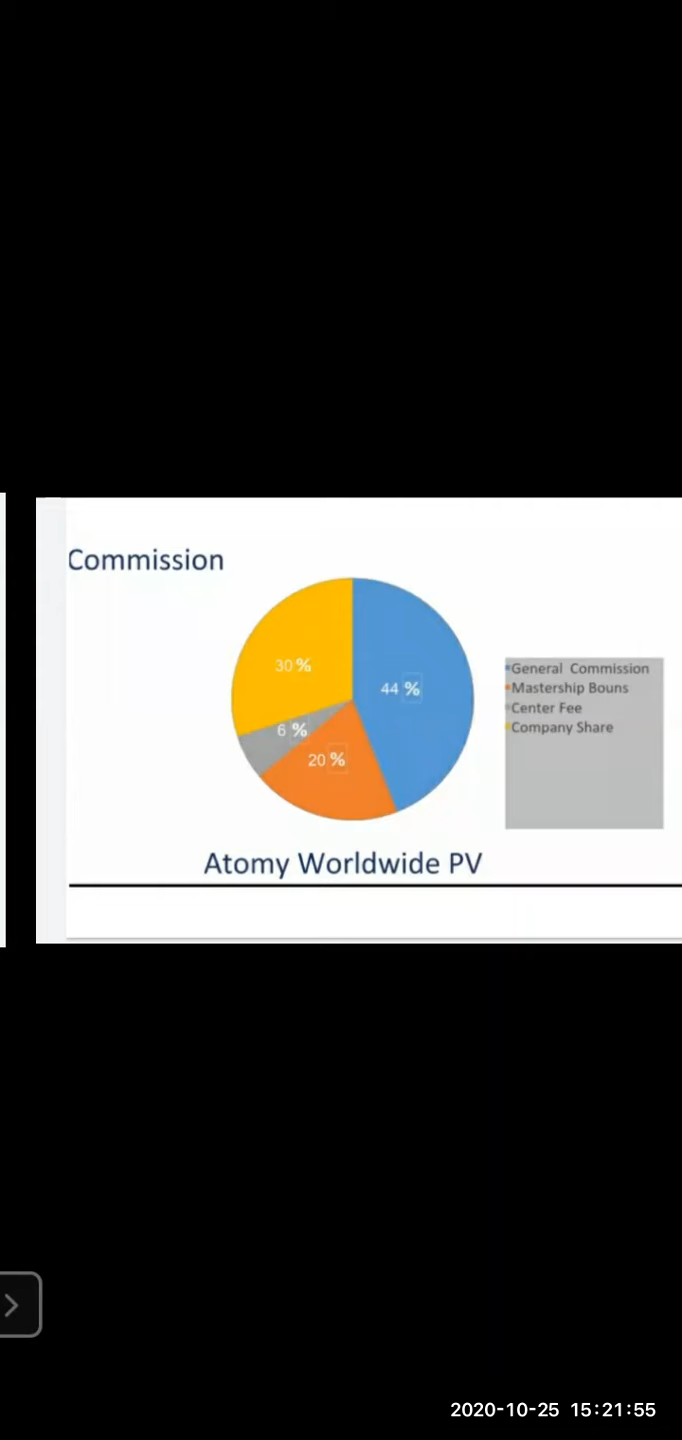 Commission
30 %
44 %
6 %
20 %
General Commission
Mastership Bouns
Center Fee
Company Share
Atomy Worldwide PV
2020-10-25 15:21:55